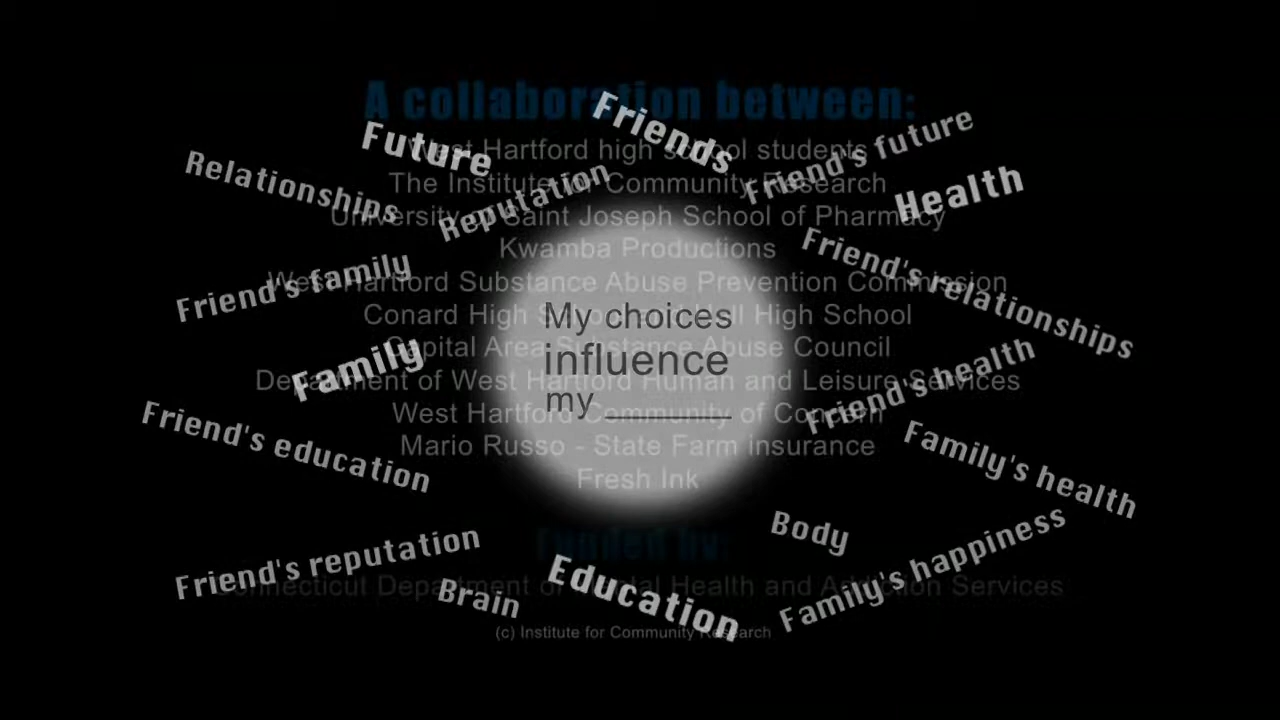 A collaboration between:
West Hartford high school students
The Institute for Community Research
University of Saint Joseph School of Pharmacy
Kwamba Productions
West Hartford Substance Abuse Prevention Commission
Conard High School and Hall High School
Capital Area Substance Abuse Council
Department of West Hartford Human and Leisure Services
West Hartford Community of Concern
Mario Russo - State Farm insurance
Fresh Ink
Funded by:
Connecticut Department of Mental Health and Addiction Services
(c) Institute for Community Research
Friends
Future
Friend's future
Relationships
Reputation
Health
Friend's family
Friend's relationships
My choices
influence
my ______
Family
Friend's health
Friend's education
Family's health
Body
Friend's reputation
Family's happiness
Brain
Education